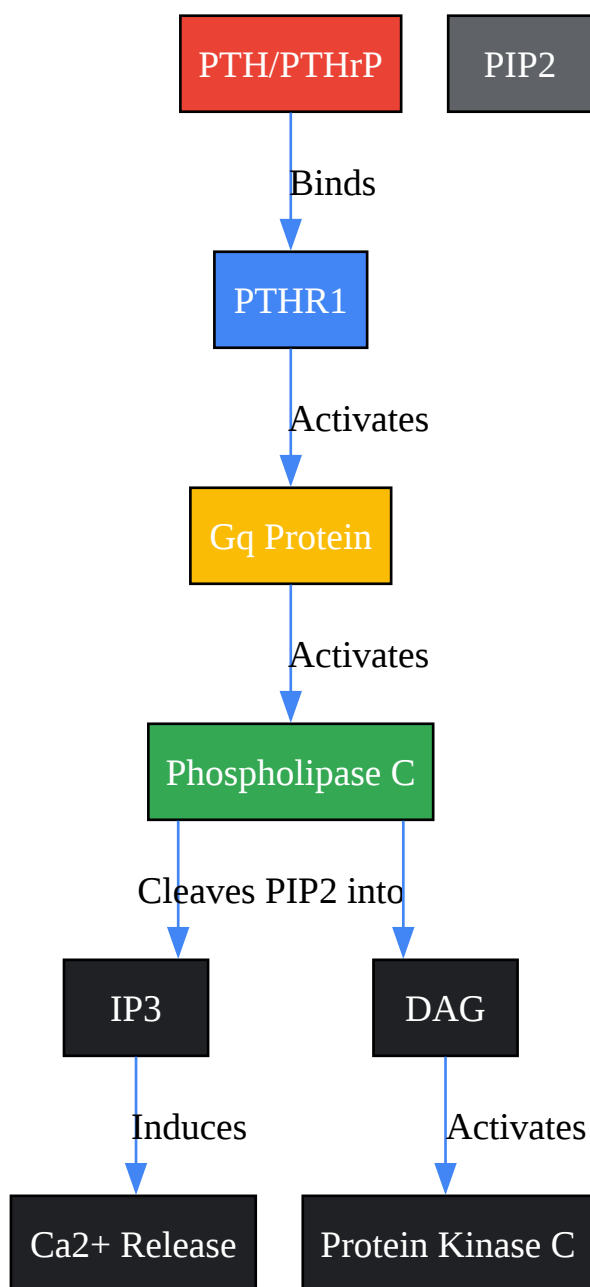 PTH/PTHrP
PIP2
Binds
PTHR1
Activates
Gq Protein
Activates
Phospholipase C
Cleaves PIP2 into
IP3
DAG
Induces
Activates
Ca2+ Release
Protein Kinase C